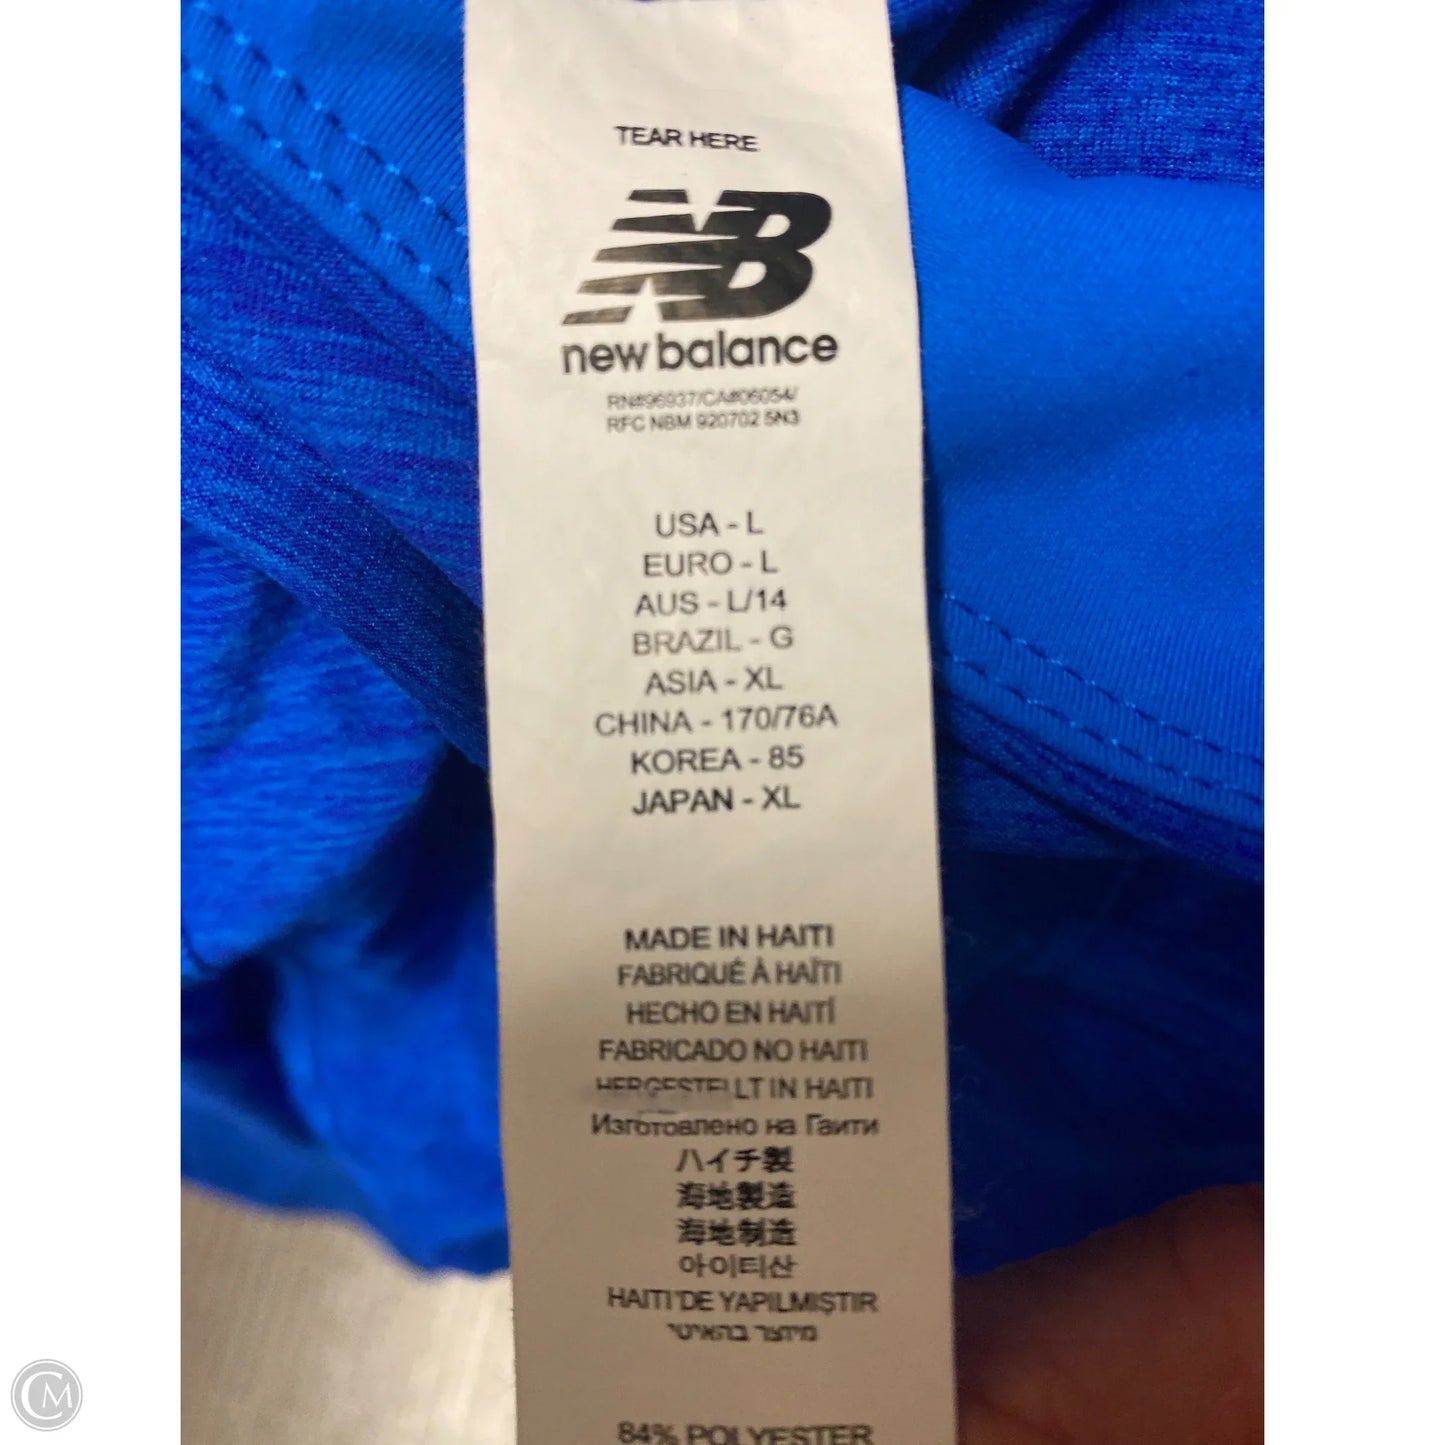 TEAR HERE
NB
new balance
RN#96937/CA#06054/
RFC NBM 920702 5N3
USA - L
EURO - L
AUS - L/14
BRAZIL - G
ASIA - XL
CHINA - 170/76A
KOREA - 85
JAPAN - XL
MADE IN HAITI
FABRIQUÉ À HAÏTI
HECHO EN HAITÍ
FABRICADO NO HAITI
HERGESTELLT IN HAITI
Изготовлено на Гаити
ハイチ製
海地製造
海地制造
아이티산
HAITI'DE YAPILMIŞTIR
מיוצר בהאיטי
84% POLYESTER
CM